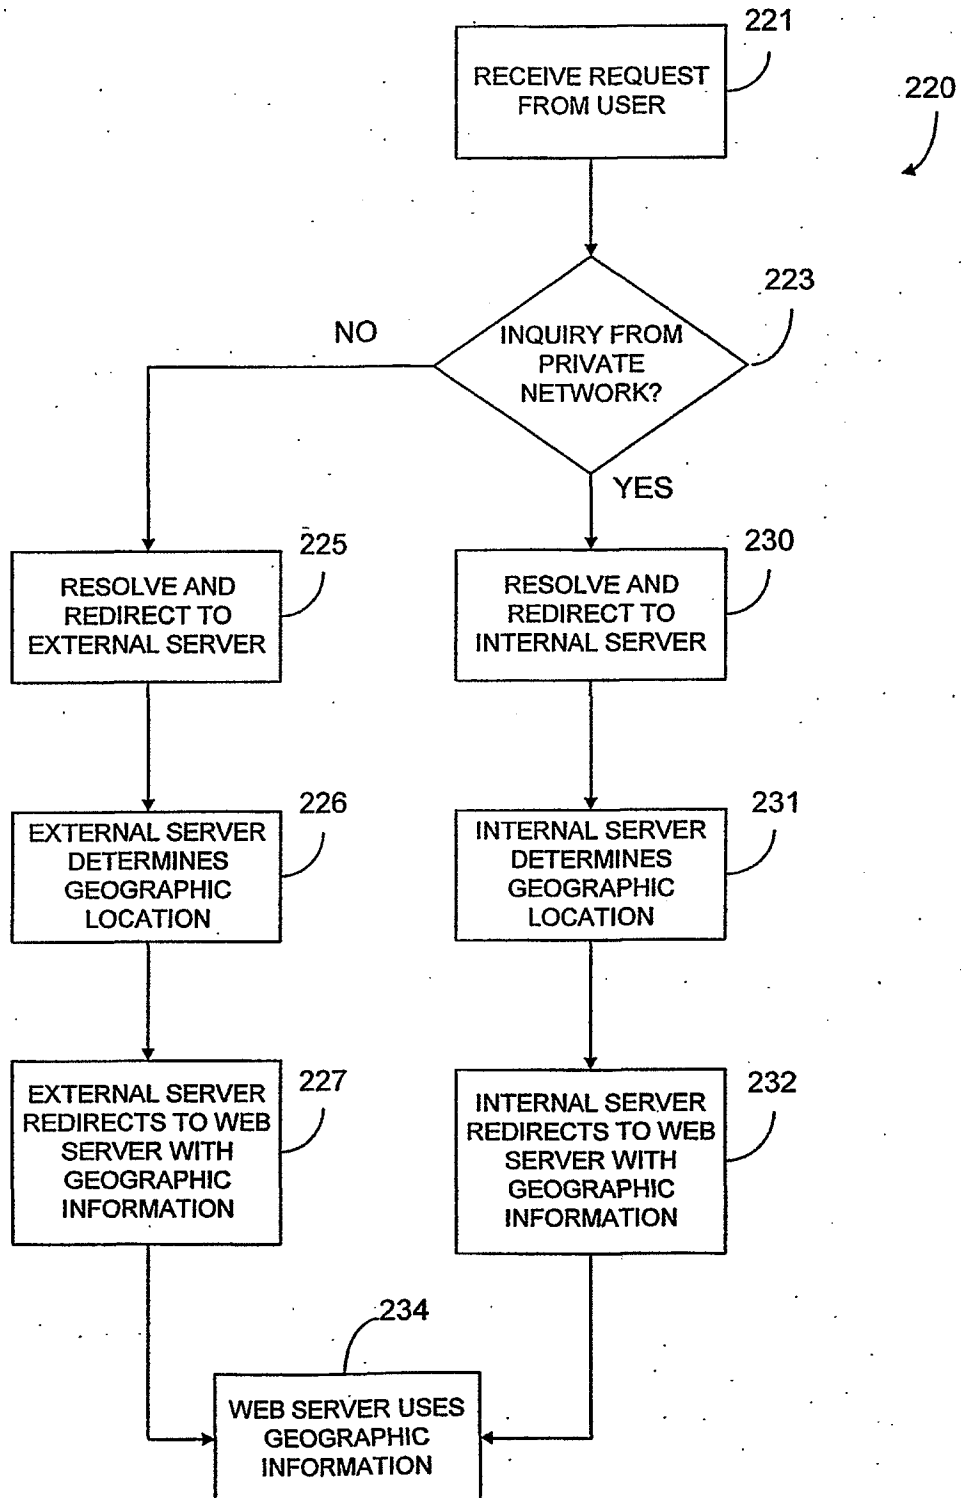 221
RECEIVE REQUEST
FROM USER
220
223
INQUIRY FROM
PRIVATE
NETWORK?
NO
YES
225
RESOLVE AND
REDIRECT TO
EXTERNAL SERVER
230
RESOLVE AND
REDIRECT TO
INTERNAL SERVER
226
EXTERNAL SERVER
DETERMINES
GEOGRAPHIC
LOCATION
231
INTERNAL SERVER
DETERMINES
GEOGRAPHIC
LOCATION
227
EXTERNAL SERVER
REDIRECTS TO WEB
SERVER WITH
GEOGRAPHIC
INFORMATION
232
INTERNAL SERVER
REDIRECTS TO WEB
SERVER WITH
GEOGRAPHIC
INFORMATION
234
WEB SERVER USES
GEOGRAPHIC
INFORMATION